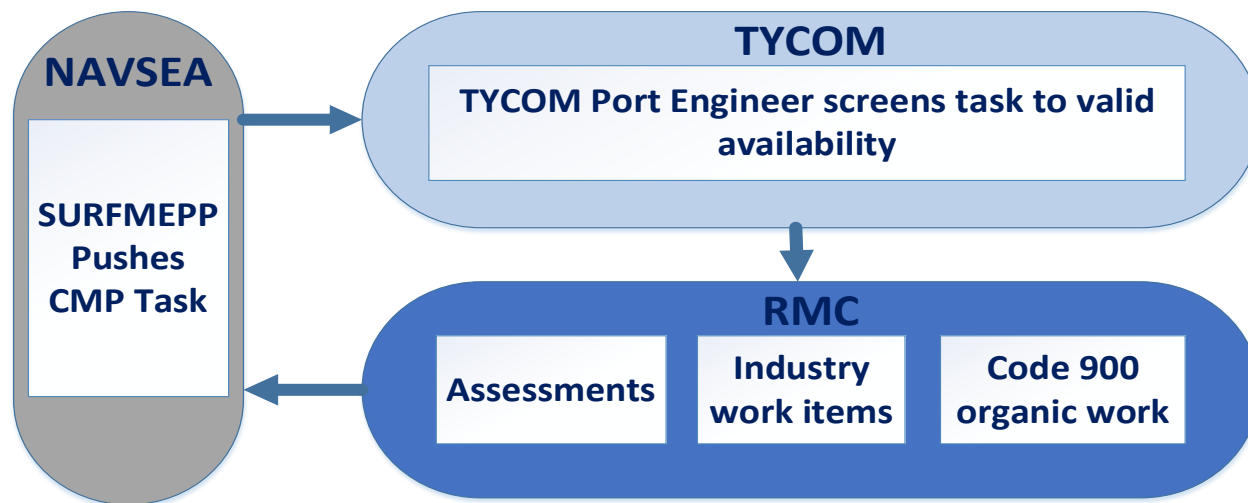 NAVSEA
SURFMEPP
Pushes
CMP Task
TYCOM
TYCOM Port Engineer screens task to valid
availability
RMC
Assessments
Industry
work items
Code 900
organic work